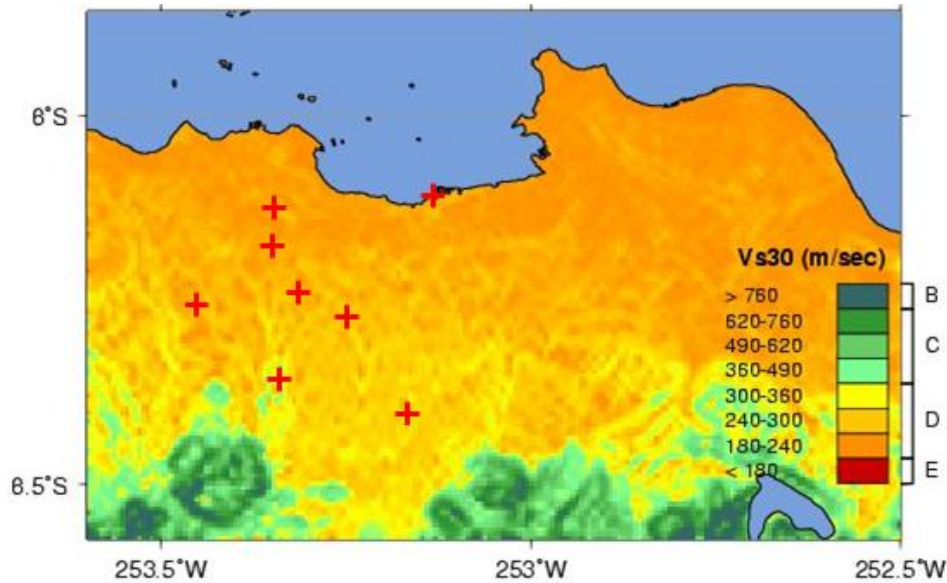 6°S
Vs30 (m/sec)
> 760 B
620-760
490-620 C
360-490
300-360
240-300 D
180-240
< 180 E
6.5°S
253.5°W 253°W 252.5°W